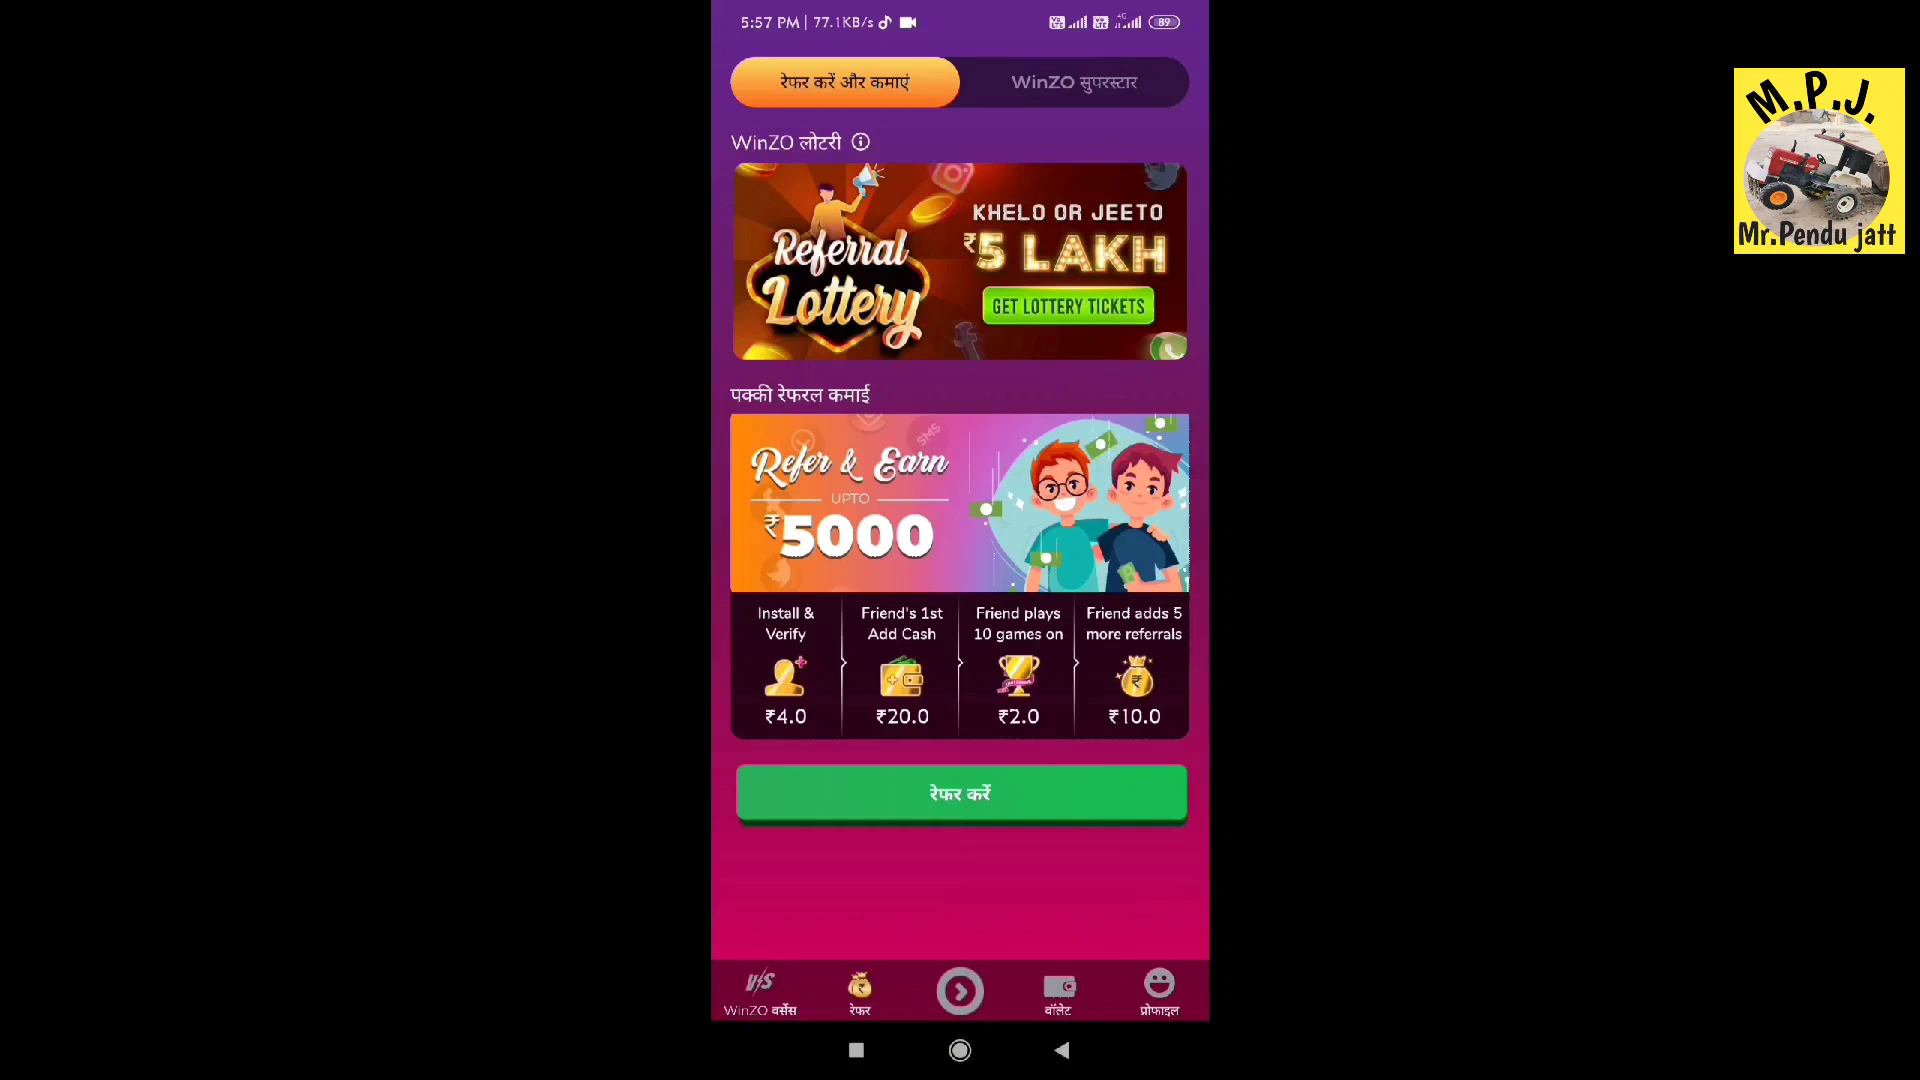 5:57 PM | 77.1KB/s
4G
89
रेफर करें और कमाएं
WinZO सुपरस्टार
WinZO लोटरी
Referral
Lottery
KHELO OR JEETO
₹5 LAKH
GET LOTTERY TICKETS
पक्की रेफरल कमाई
SMS
Refer & Earn
UPTO
₹5000
Install &
Verify
₹4.0
Friend's 1st
Add Cash
₹20.0
Friend plays
10 games on
₹2.0
Friend adds 5
more referrals
₹10.0
रेफर करें
V/S
WinZO वर्सेस
रेफर
वॉलेट
प्रोफाइल
M.P.J.
Mr.Pendu jatt